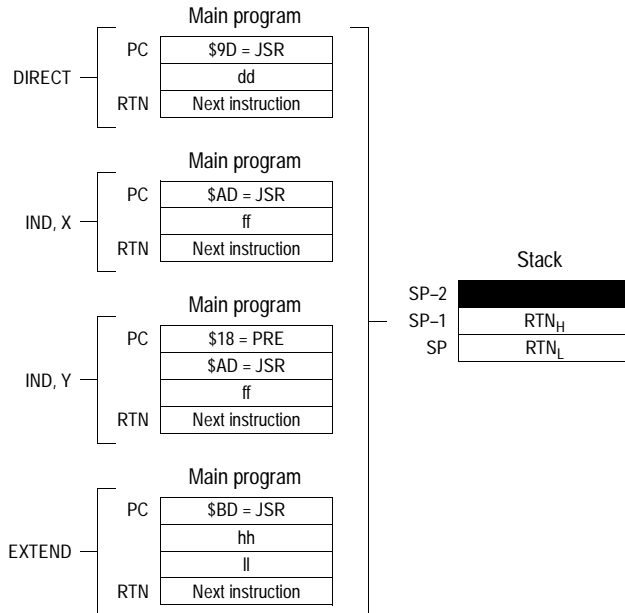 Main program
PC $9D = JSR
DIRECT dd
RTN Next instruction
Main program
PC $AD = JSR
IND, X ff
RTN Next instruction
Main program
PC $18 = PRE
$AD = JSR
IND, Y ff
RTN Next instruction
Main program
PC $BD = JSR
hh
EXTEND ll
RTN Next instruction
Stack
SP–2
SP–1 RTNH
SP RTNL